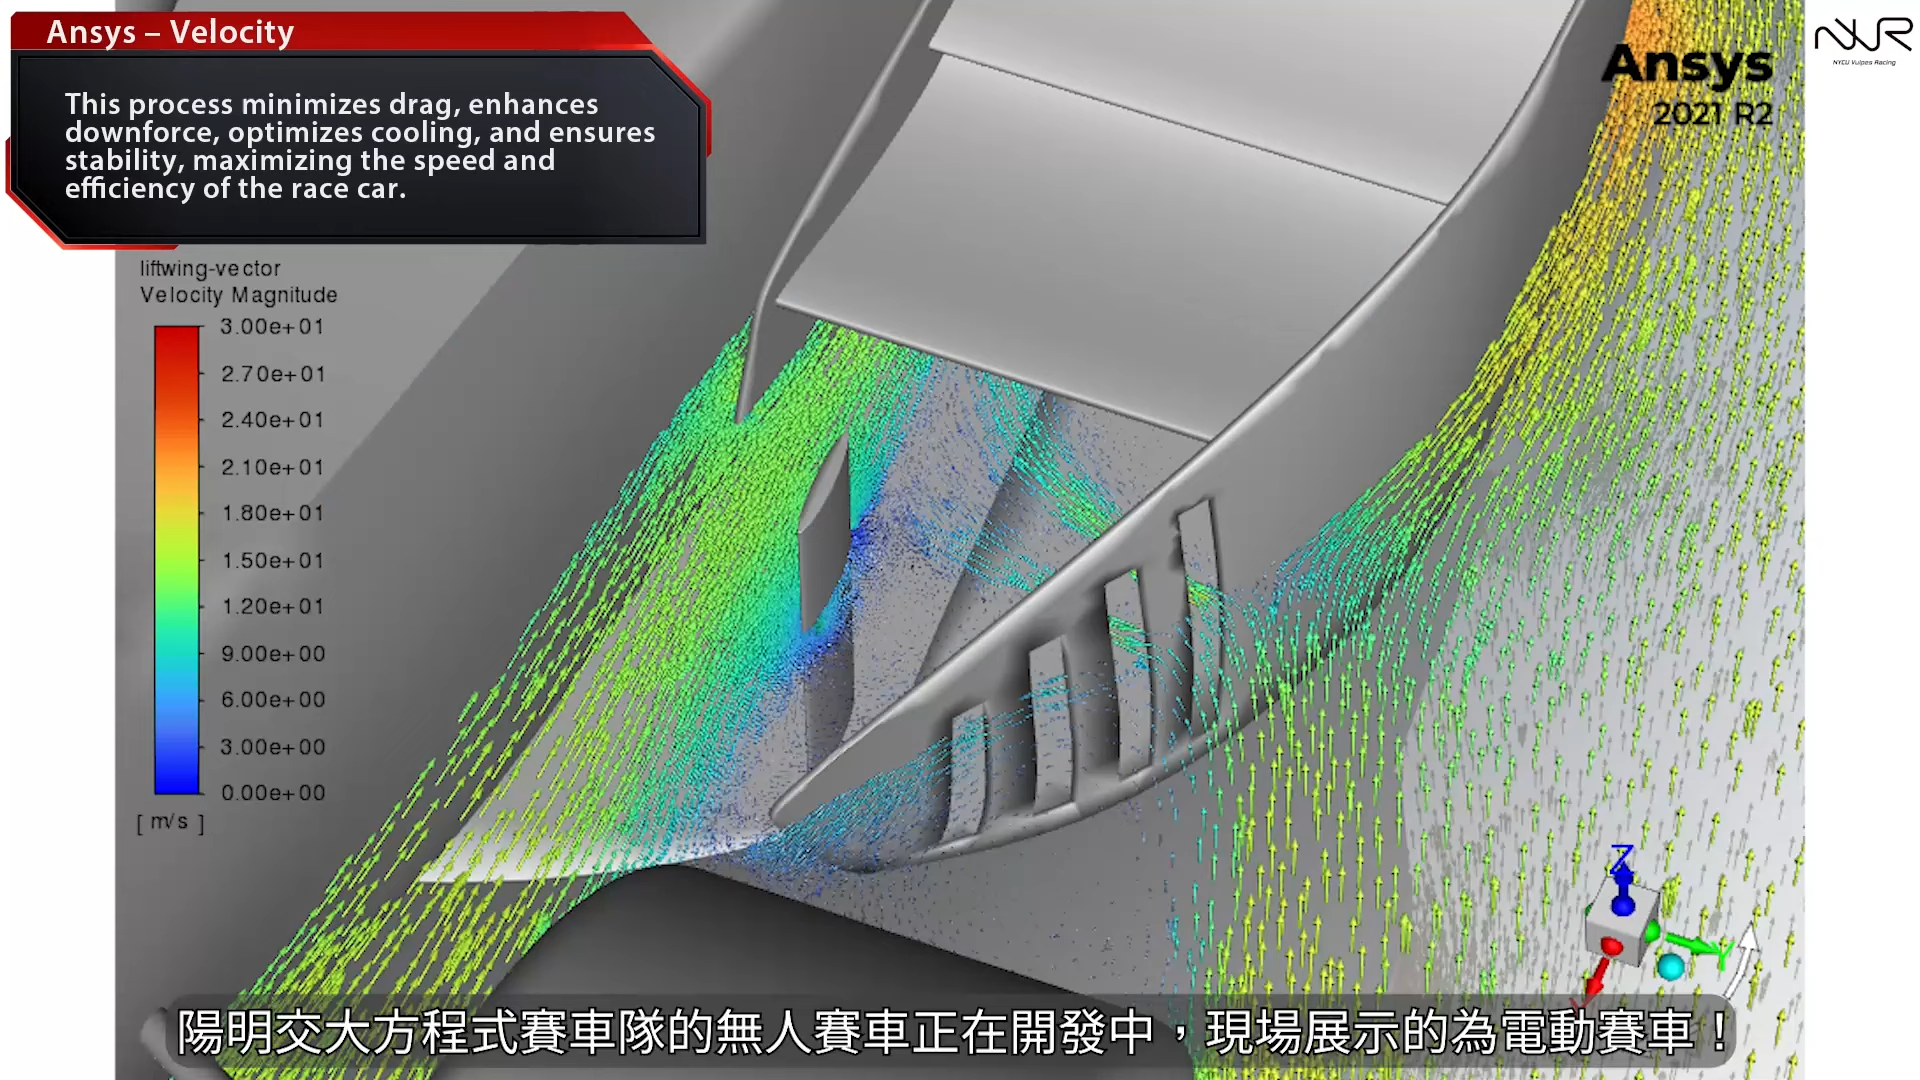 Ansys – Velocity
This process minimizes drag, enhances
downforce, optimizes cooling, and ensures
stability, maximizing the speed and
efficiency of the race car.
Ansys
2021 R2
NYCU Vulpes Racing
liftwing-vector
Velocity Magnitude
3.00e+01
2.70e+01
2.40e+01
2.10e+01
1.80e+01
1.50e+01
1.20e+01
9.00e+00
6.00e+00
3.00e+00
0.00e+00
[ m/s ]
Z
Y
陽明交大方程式賽車隊的無人賽車正在開發中，現場展示的為電動賽車！